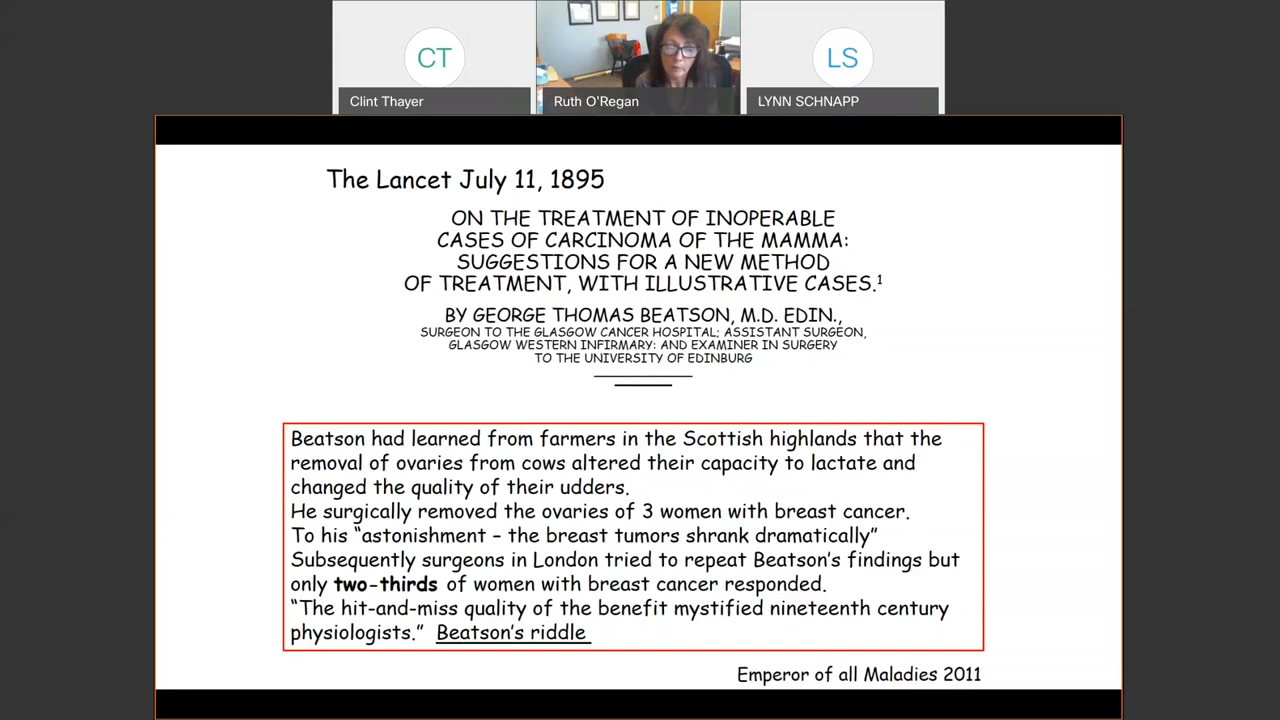 CT
LS
Clint Thayer
Ruth O'Regan
LYNN SCHNAPP
The Lancet July 11, 1895
ON THE TREATMENT OF INOPERABLE
CASES OF CARCINOMA OF THE MAMMA:
SUGGESTIONS FOR A NEW METHOD
OF TREATMENT, WITH ILLUSTRATIVE CASES.¹
BY GEORGE THOMAS BEATSON, M.D. EDIN.,
SURGEON TO THE GLASGOW CANCER HOSPITAL; ASSISTANT SURGEON,
GLASGOW WESTERN INFIRMARY: AND EXAMINER IN SURGERY
TO THE UNIVERSITY OF EDINBURG
Beatson had learned from farmers in the Scottish highlands that the
removal of ovaries from cows altered their capacity to lactate and
changed the quality of their udders.
He surgically removed the ovaries of 3 women with breast cancer.
To his “astonishment – the breast tumors shrank dramatically”
Subsequently surgeons in London tried to repeat Beatson’s findings but
only two-thirds of women with breast cancer responded.
“The hit-and-miss quality of the benefit mystified nineteenth century
physiologists.” Beatson’s riddle
Emperor of all Maladies 2011